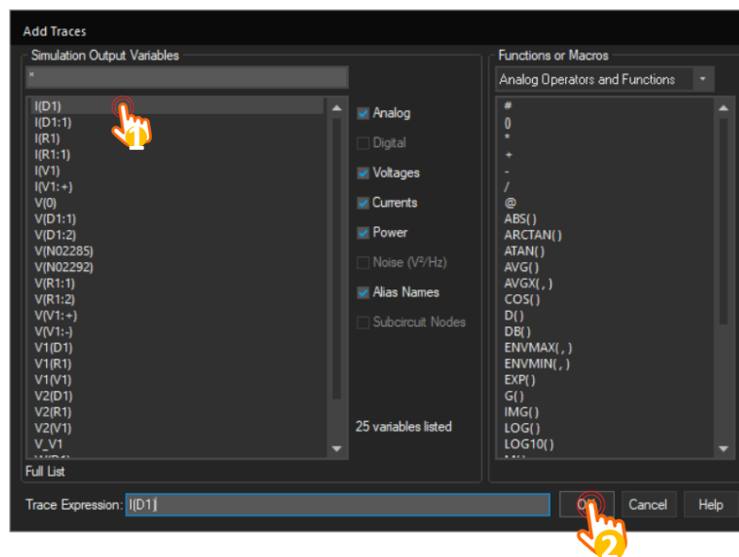 Add Traces
Simulation Output Variables
*
I(D1)
I(D1:1)
I(R1)
I(R1:1)
I(V1)
I(V1:+)
V(0)
V(D1:1)
V(D1:2)
V(N02285)
V(N02292)
V(R1:1)
V(R1:2)
V(V1:+)
V(V1:-)
V1(D1)
V1(R1)
V1(V1)
V2(D1)
V2(R1)
V2(V1)
V_V1
Full List
1
Analog
Digital
Voltages
Currents
Power
Noise (V²/Hz)
Alias Names
Subcircuit Nodes
25 variables listed
Functions or Macros
Analog Operators and Functions
#
()
*
+
-
/
@
ABS()
ARCTAN()
ATAN()
AVG()
AVGX(,)
COS()
D()
DB()
ENVMAX(,)
ENVMIN(,)
EXP()
G()
IMG()
LOG()
LOG10()
Trace Expression: I(D1)
Cancel
Help
2